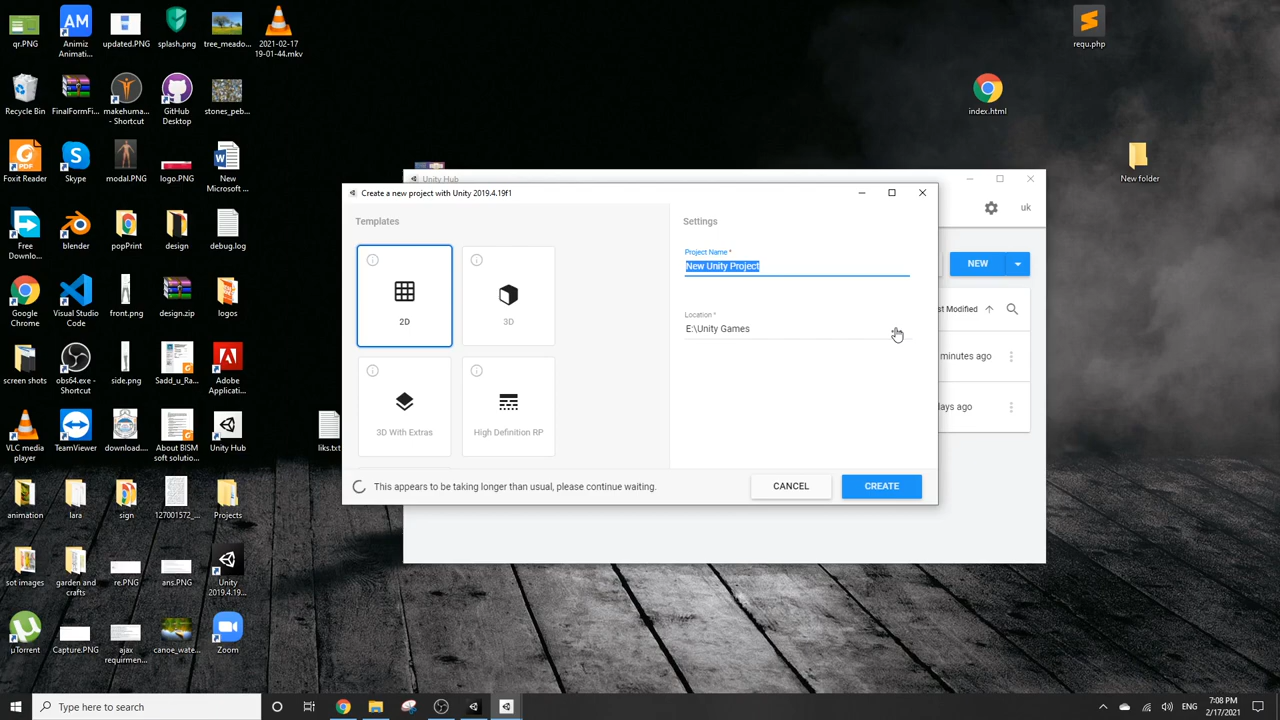 qr.PNG
Animiz Animati...
updated.PNG
splash.png
tree_meado...
2021-02-17 19-01-44.mkv
requ.php
Recycle Bin
FinalFormFi...
makehuma... - Shortcut
GitHub Desktop
stones_peb...
index.html
Foxit Reader
Skype
modal.PNG
logo.PNG
New Microsoft ...
New folder
Free Downlo...
blender
popPrint
design
debug.log
Google Chrome
Visual Studio Code
front.png
design.zip
logos
screen shots
obs64.exe - Shortcut
side.png
Sadd_u_Ra...
Adobe Applicati...
VLC media player
TeamViewer
download....
About BISM soft solutio...
Unity Hub
liks.txt
animation
lara
sign
127001572_...
Projects
sot images
garden and crafts
re.PNG
ans.PNG
Unity 2019.4.19...
µTorrent
Capture.PNG
ajax requirmen...
canoe_wate...
Zoom
Unity Hub
uk
NEW
st Modified
minutes ago
ays ago
Create a new project with Unity 2019.4.19f1
Templates
2D
3D
3D With Extras
High Definition RP
Settings
Project Name *
New Unity Project
Location *
E:\Unity Games
This appears to be taking longer than usual, please continue waiting.
CANCEL
CREATE
Type here to search
ENG
7:08 PM
2/17/2021